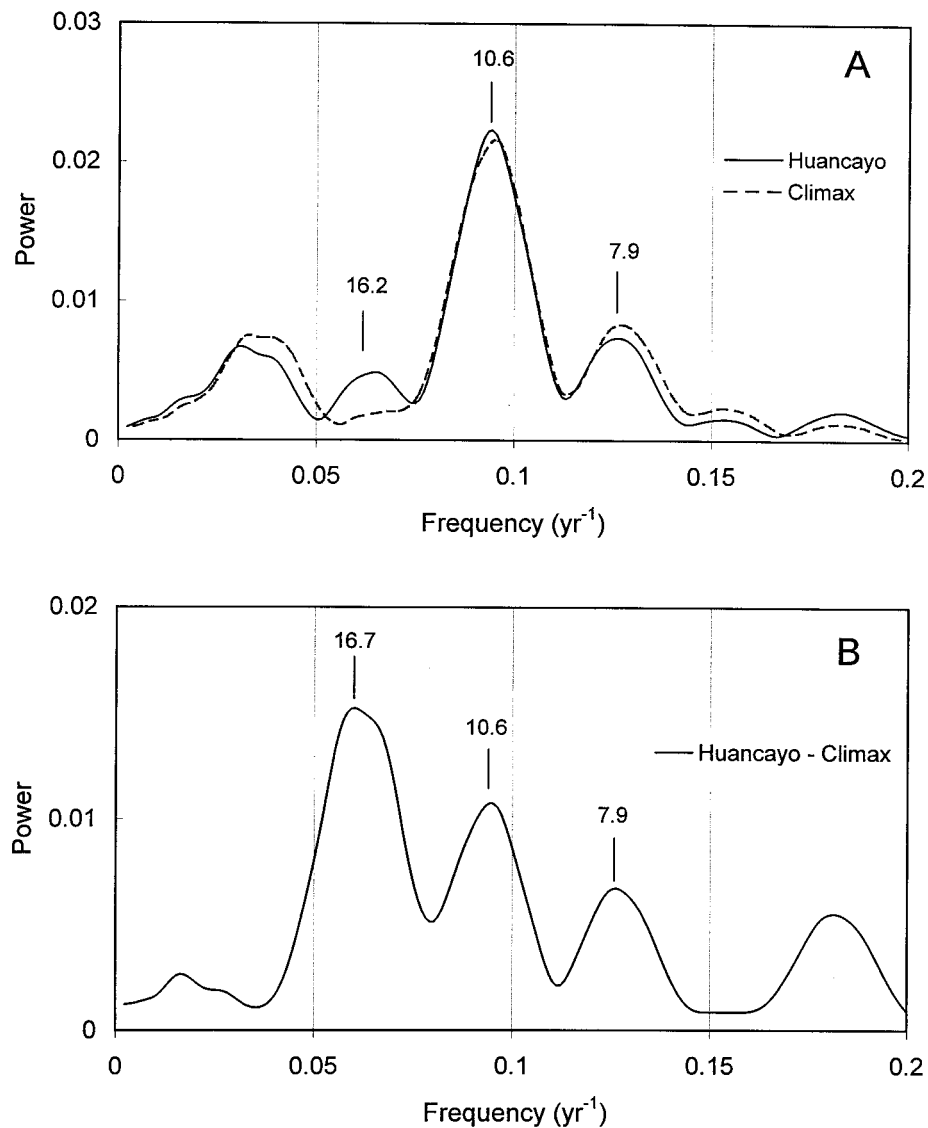 0.03
10.6
A
Huancayo
Climax
0.02
Power
7.9
16.2
0.01
0
0 0.05 0.1 0.15 0.2
Frequency (yr-1)
0.02
16.7
B
10.6
Huancayo - Climax
7.9
0.01
Power
0
0 0.05 0.1 0.15 0.2
Frequency (yr-1)